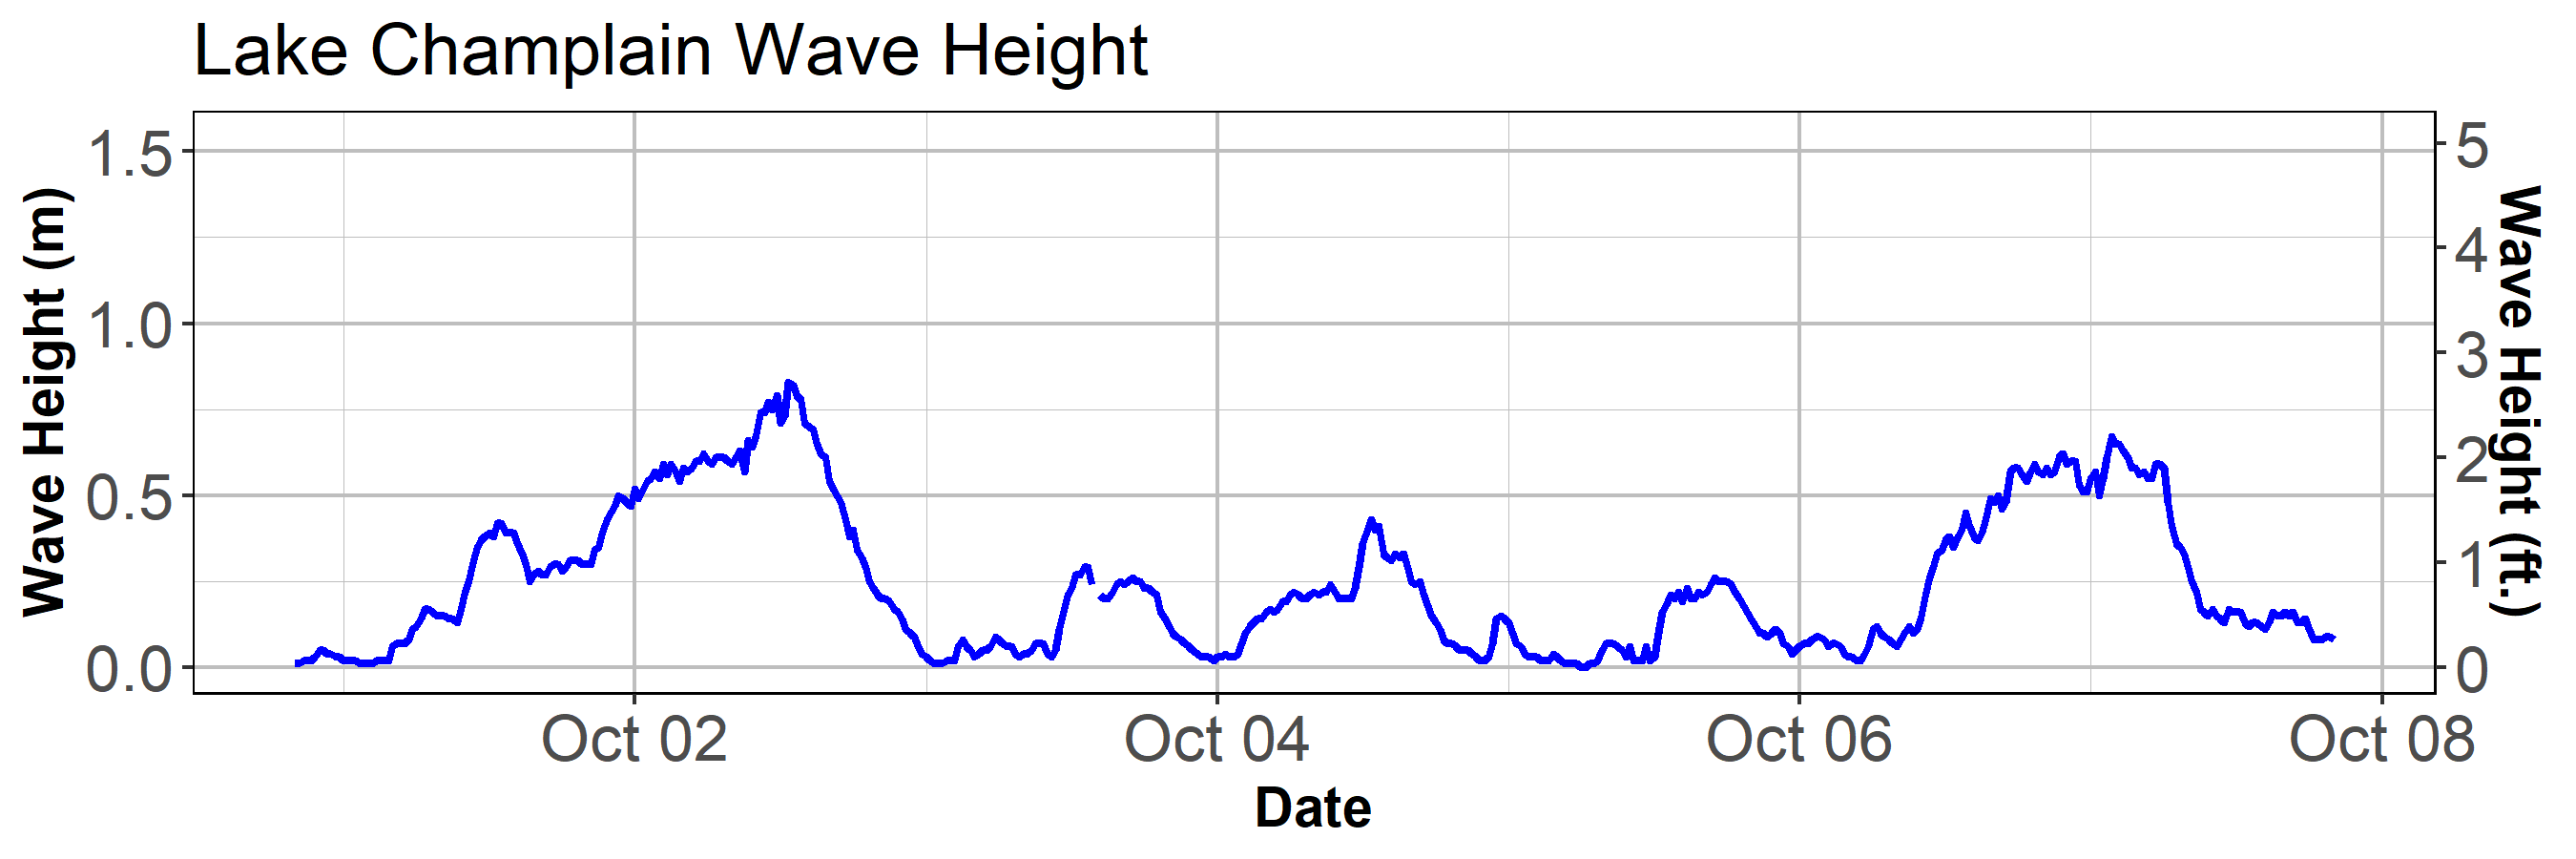 Lake Champlain Wave Height
Wave Height (m)
1.5
1.0
0.5
0.0
5
4
3
2
1
0
Wave Height (ft.)
Oct 02
Oct 04
Oct 06
Oct 08
Date